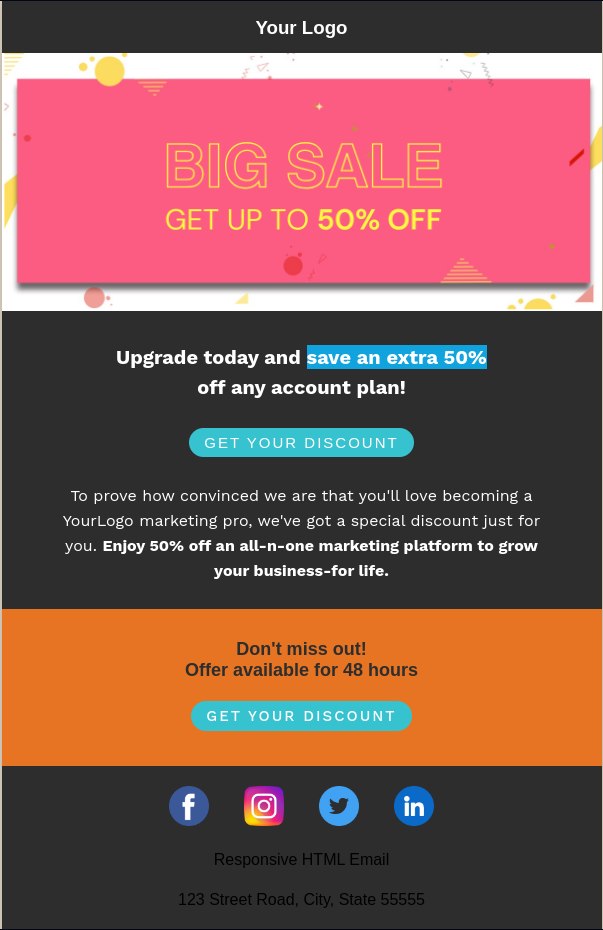 Your Logo
BIG SALE
GET UP TO 50% OFF
Upgrade today and save an extra 50%
off any account plan!
GET YOUR DISCOUNT
To prove how convinced we are that you'll love becoming a
YourLogo marketing pro, we've got a special discount just for
you. Enjoy 50% off an all-n-one marketing platform to grow
your business-for life.
Don't miss out!
Offer available for 48 hours
GET YOUR DISCOUNT
Responsive HTML Email
123 Street Road, City, State 55555